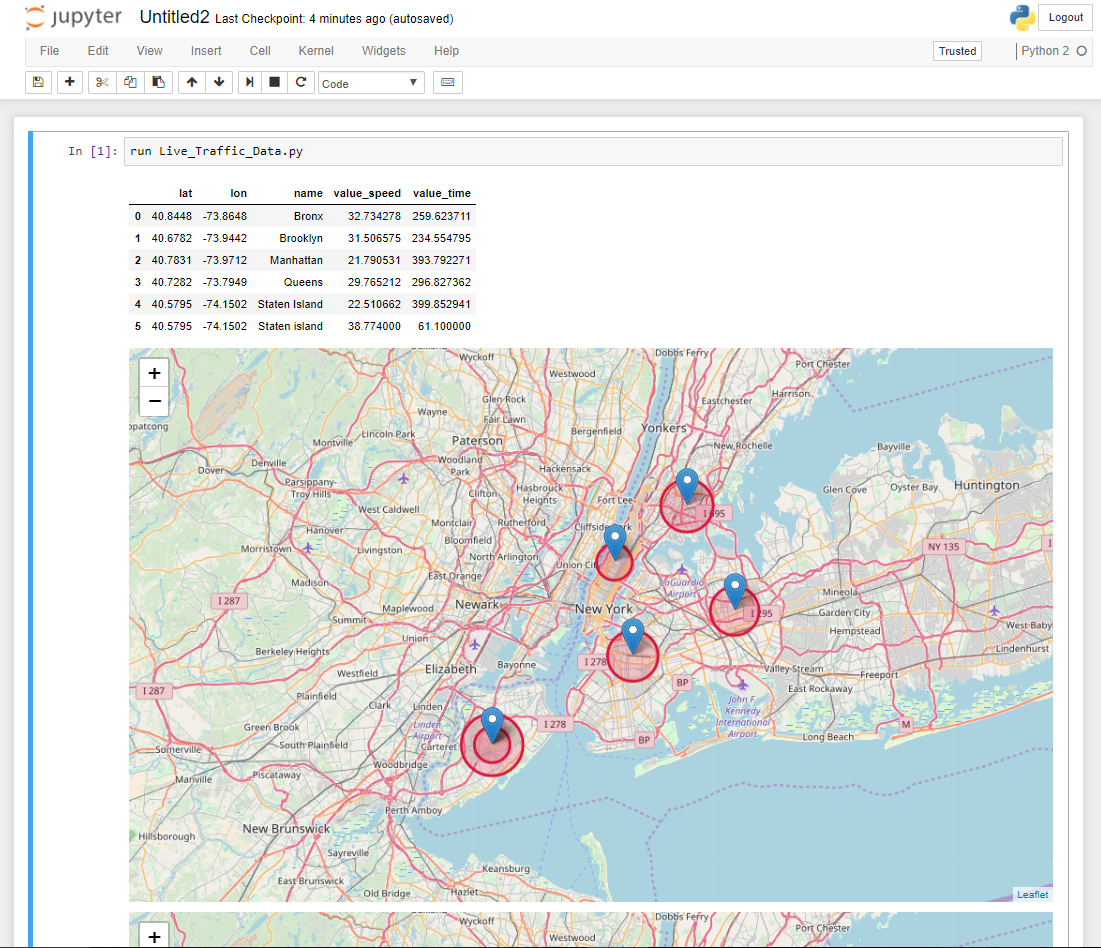 jupyter Untitled2 Last Checkpoint: 4 minutes ago (autosaved) Logout
File Edit View Insert Cell Kernel Widgets Help Trusted Python 2
Code
In [1]: run Live_Traffic_Data.py
lat lon name value_speed value_time
0 40.8448 -73.8648 Bronx 32.734278 259.623711
1 40.6782 -73.9442 Brooklyn 31.506575 234.554795
2 40.7831 -73.9712 Manhattan 21.790531 393.792271
3 40.7282 -73.7949 Queens 29.765212 296.827362
4 40.5795 -74.1502 Staten Island 22.510662 399.852941
5 40.5795 -74.1502 Staten island 38.774000 61.100000
Wyckoff Dobbs Ferry
Port Chester
+ Westwood
−
Glen Rock Eastchester Harrison
Wayne
Fair Lawn
patcong
Lincoln Park Bergenfield Yonkers
Montville Paterson New Rochelle Bayville
Woodland
Park
Denville Hackensack
Dover
Parsippany-
Troy Hills
Clifton Hasbrouck
Heights
Glen Cove Oyster Bay Huntington
Fort Lee
West Caldwell I 695
Montclair Rutherford Cliffside Park
Hanover
Bloomfield
Morristown Livingston North Arlington NY 135 I
Union City
East Orange LaGuardia
Airport
Madison
Mineola
I 287 Maplewood Newark New York I 295 Garden City
Summit
West Baby
Union Hempstead
Berkeley Heights Lindenhurst
Elizabeth Bayonne I 278
Westfield Valley Stream Freeport
BP
I 287 Plainfield East Rockaway
Clark Linden John F.
Kennedy
International
Airport
Green Brook Linden
Airport
I 278 M
South Plainfield Carteret BP Long Beach
Somerville
Woodbridge
Piscataway
Manville
Perth Amboy
Hillsborough New Brunswick
Sayreville
Keansburg
East Brunswick
Old Bridge Hazlet Leaflet
Wyckoff Dobbs Ferry
Port Chester
+ Westwood